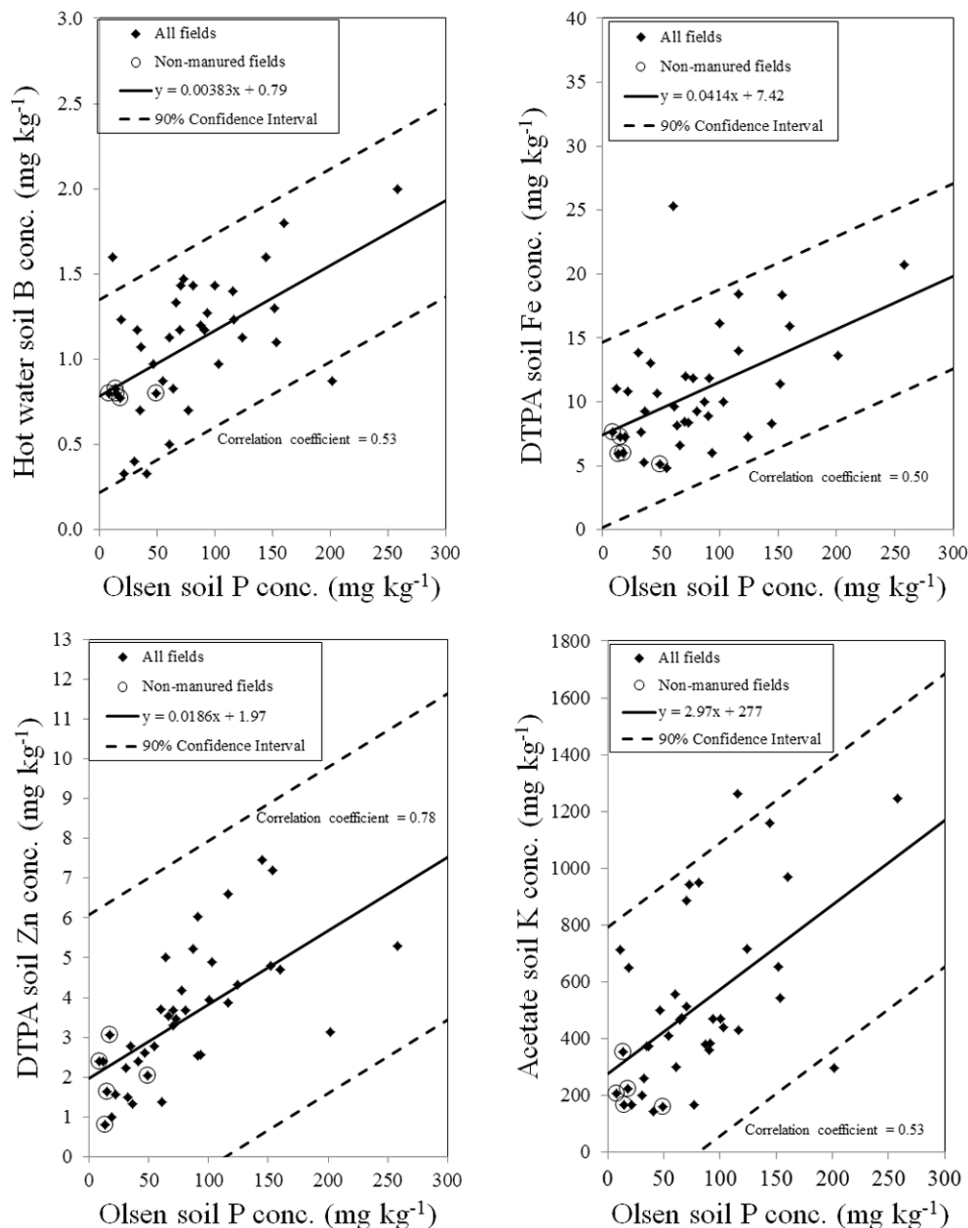 Hot water soil B conc. (mg kg-1)
3.0
2.5
2.0
1.5
1.0
0.5
0.0
All fields
Non-manured fields
y = 0.00383x + 0.79
90% Confidence Interval
Correlation coefficient = 0.53
0 50 100 150 200 250 300
Olsen soil P conc. (mg kg-1)
DTPA soil Fe conc. (mg kg-1)
40
35
30
25
20
15
10
5
0
All fields
Non-manured fields
y = 0.0414x + 7.42
90% Confidence Interval
Correlation coefficient = 0.50
0 50 100 150 200 250 300
Olsen soil P conc. (mg kg-1)
DTPA soil Zn conc. (mg kg-1)
13
12
11
10
9
8
7
6
5
4
3
2
1
0
All fields
Non-manured fields
y = 0.0186x + 1.97
90% Confidence Interval
Correlation coefficient = 0.78
0 50 100 150 200 250 300
Olsen soil P conc. (mg kg-1)
Acetate soil K conc. (mg kg-1)
1800
1600
1400
1200
1000
800
600
400
200
0
All fields
Non-manured fields
y = 2.97x + 277
90% Confidence Interval
Correlation coefficient = 0.53
0 50 100 150 200 250 300
Olsen soil P conc. (mg kg-1)